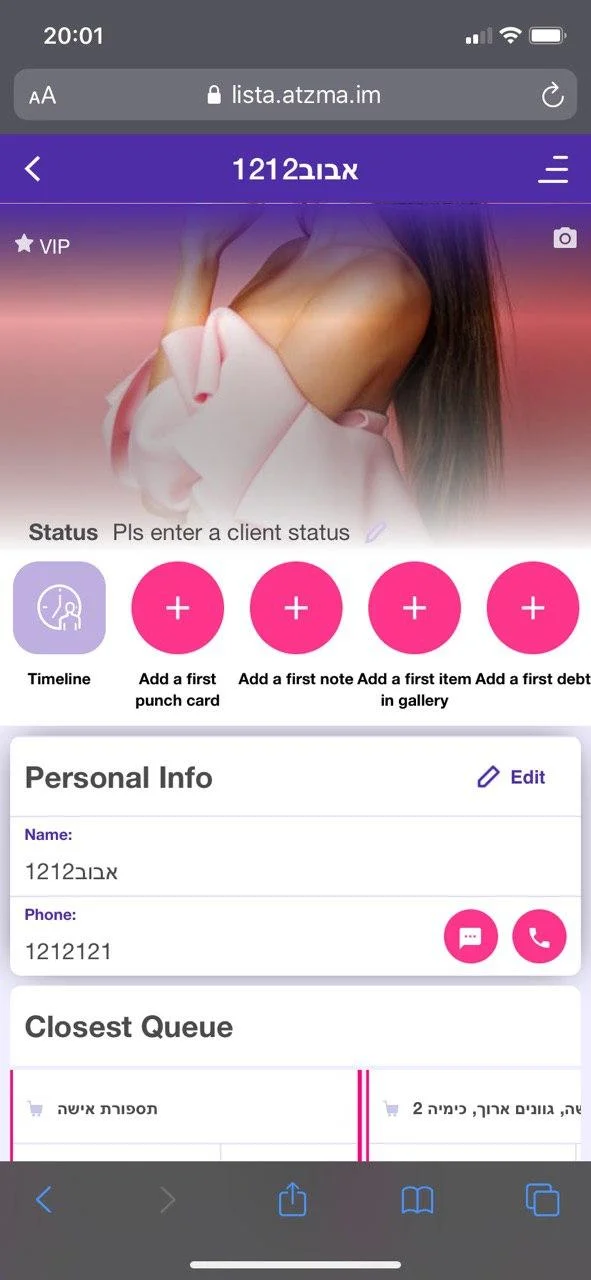 20:01
AA
lista.atzma.im
אבוב1212
VIP
Status Pls enter a client status
Timeline
Add a first
punch card
Add a first note
Add a first item
in gallery
Add a first debt
Personal Info
Edit
Name:
אבוב1212
Phone:
1212121
Closest Queue
תספורת אישה
גוונים ארוך, כימיה 2